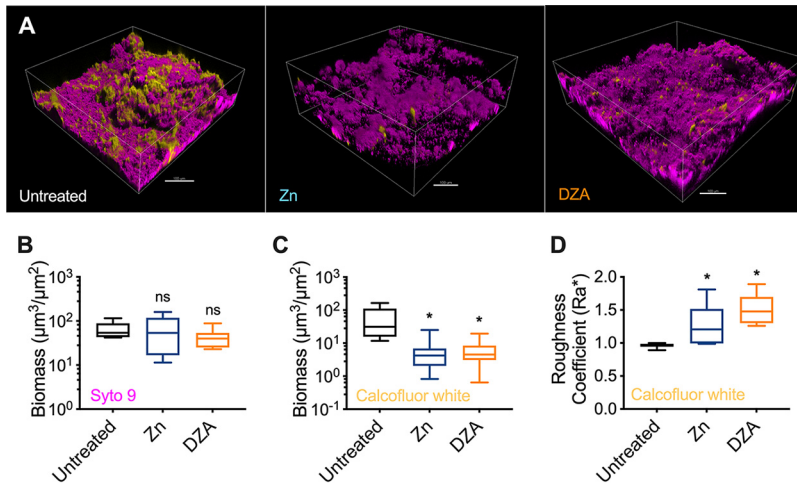 A
Untreated
Zn
DZA
B
Biomass (μm³/μm²)
10³
10²
10¹
10⁰
ns
ns
Syto 9
Untreated
Zn
DZA
C
Biomass (μm³/μm²)
10³
10²
10¹
10⁰
10⁻¹
*
*
Calcofluor white
Untreated
Zn
DZA
D
Roughness
Coefficient (Ra*)
2.0
1.5
1.0
0.5
0.0
*
*
Calcofluor white
Untreated
Zn
DZA